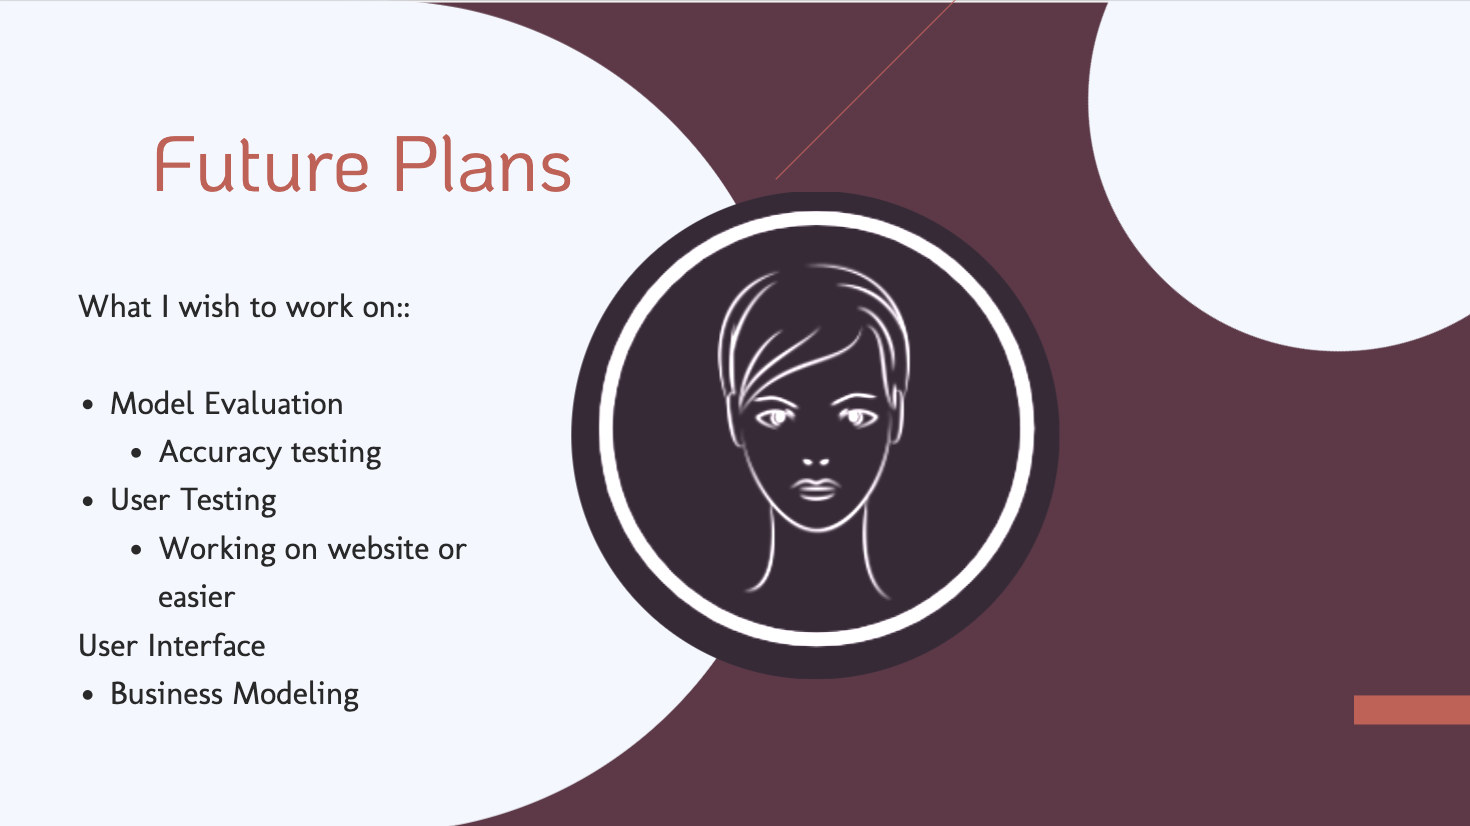 Future Plans
What I wish to work on::
• Model Evaluation
• Accuracy testing
• User Testing
• Working on website or
easier
User Interface
• Business Modeling